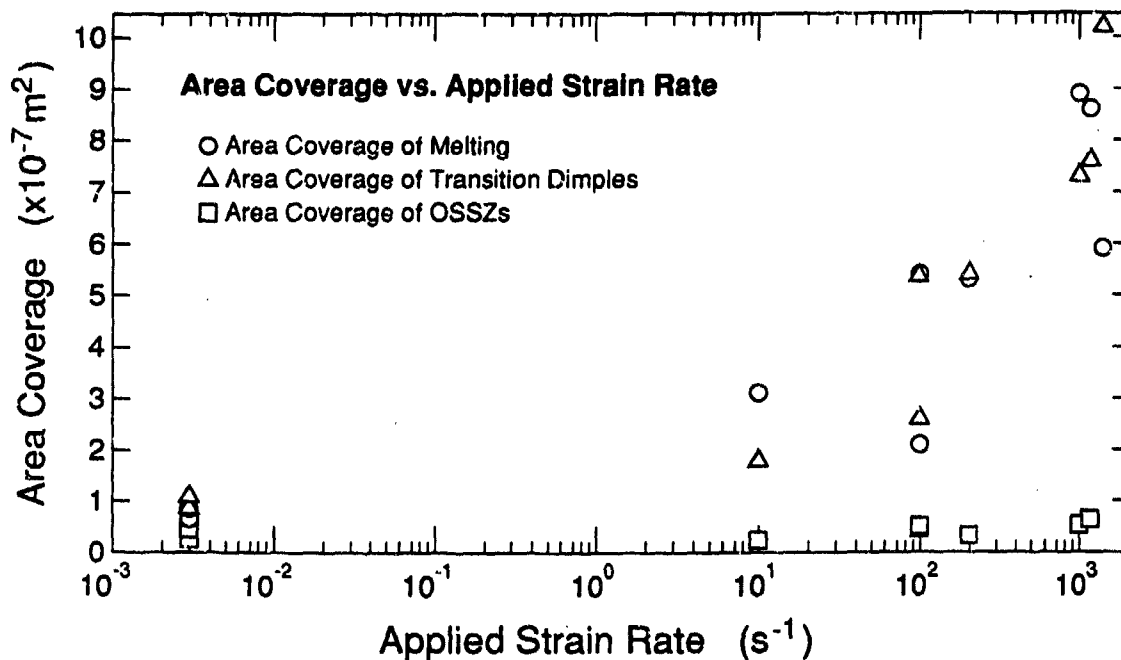 10
9
8
7
6
5
4
3
2
1
0
Area Coverage (x10⁻⁷m²)
Area Coverage vs. Applied Strain Rate
Area Coverage of Melting
Area Coverage of Transition Dimples
Area Coverage of OSSZs
10⁻³ 10⁻² 10⁻¹ 10⁰ 10¹ 10² 10³
Applied Strain Rate (s⁻¹)